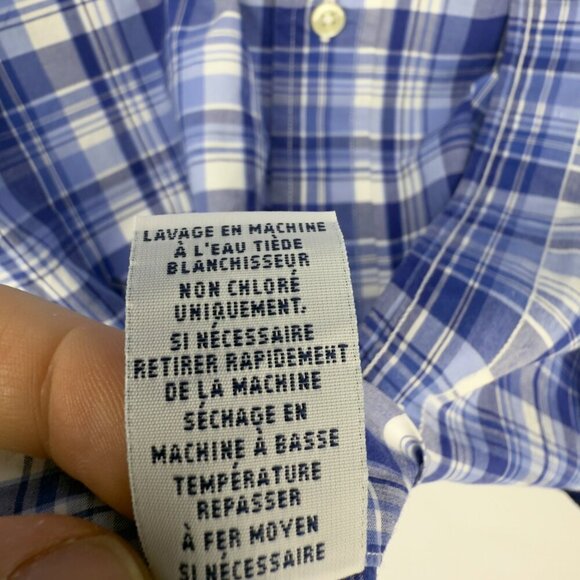 LAVAGE EN MACHINE
À L'EAU TIÈDE
BLANCHISSEUR
NON CHLORÉ
UNIQUEMENT.
SI NÉCESSAIRE
RETIRER RAPIDEMENT
DE LA MACHINE
SÉCHAGE EN
MACHINE À BASSE
TEMPÉRATURE
REPASSER
À FER MOYEN
SI NÉCESSAIRE